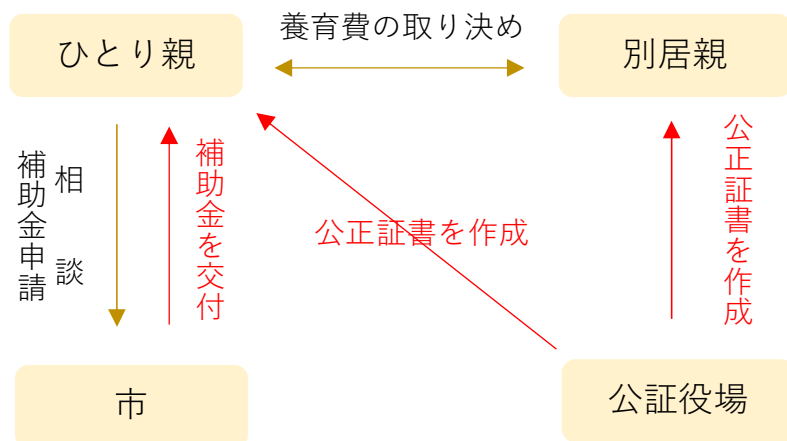 養育費の取り決め
ひとり親
別居親
相談
補助金申請
補助金を交付
公正証書を作成
公正証書を作成
市
公証役場